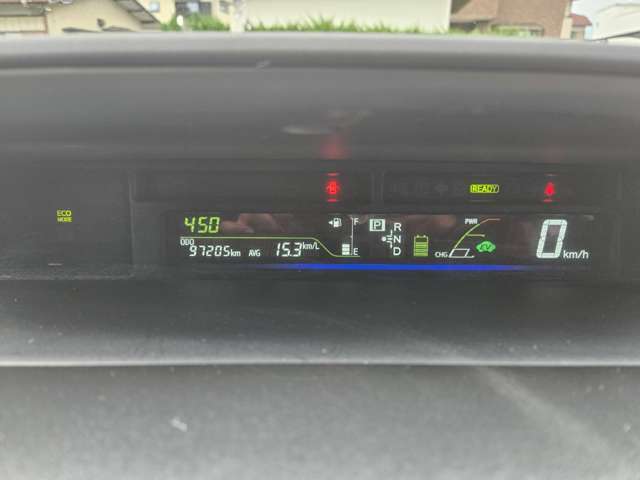 READY
ECO
MODE
450
F
P
R
N
D
PWR
0
km/h
ODO
97205km
AVG
15.3km/L
E
CHG
EV